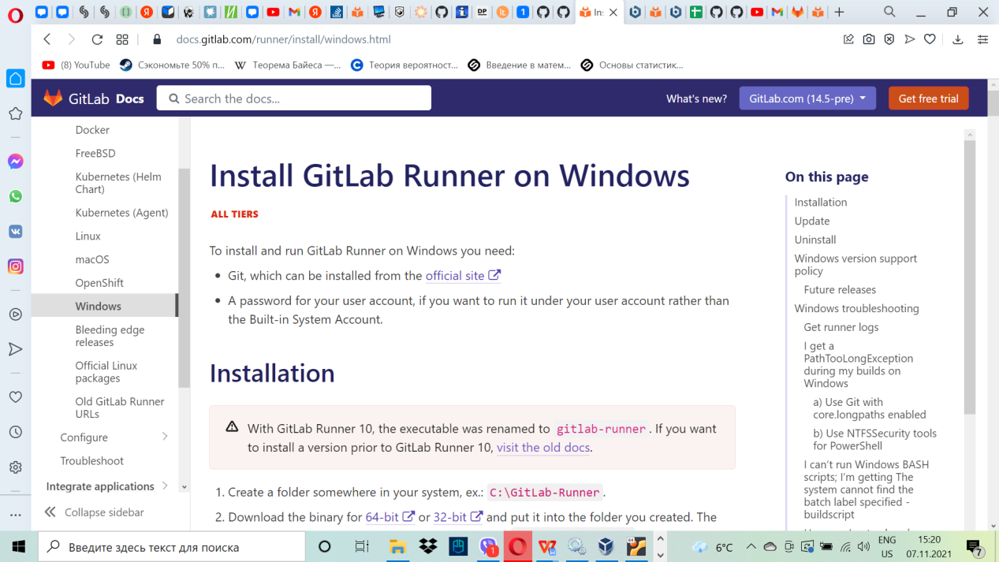 In
docs.gitlab.com/runner/install/windows.html
(8) YouTube
Сэкономьте 50% п...
Теорема Байеса —...
Теория вероятност...
Введение в матем...
Основы статистик...
GitLab Docs
Search the docs...
What's new?
GitLab.com (14.5-pre)
Get free trial
Docker
FreeBSD
Kubernetes (Helm
Chart)
Kubernetes (Agent)
Linux
macOS
OpenShift
Windows
Bleeding edge
releases
Official Linux
packages
Old GitLab Runner
URLs
Configure
Troubleshoot
Integrate applications
Collapse sidebar
Install GitLab Runner on Windows
ALL TIERS
To install and run GitLab Runner on Windows you need:
• Git, which can be installed from the official site
• A password for your user account, if you want to run it under your user account rather than
the Built-in System Account.
Installation
With GitLab Runner 10, the executable was renamed to gitlab-runner. If you want
to install a version prior to GitLab Runner 10, visit the old docs.
1. Create a folder somewhere in your system, ex.: C:\GitLab-Runner.
2. Download the binary for 64-bit or 32-bit and put it into the folder you created. The
On this page
Installation
Update
Uninstall
Windows version support
policy
Future releases
Windows troubleshooting
Get runner logs
I get a
PathTooLongException
during my builds on
Windows
a) Use Git with
core.longpaths enabled
b) Use NTFSSecurity tools
for PowerShell
I can't run Windows BASH
scripts; I'm getting The
system cannot find the
batch label specified -
buildscript
Введите здесь текст для поиска
6°C
ENG
US
15:20
07.11.2021
7